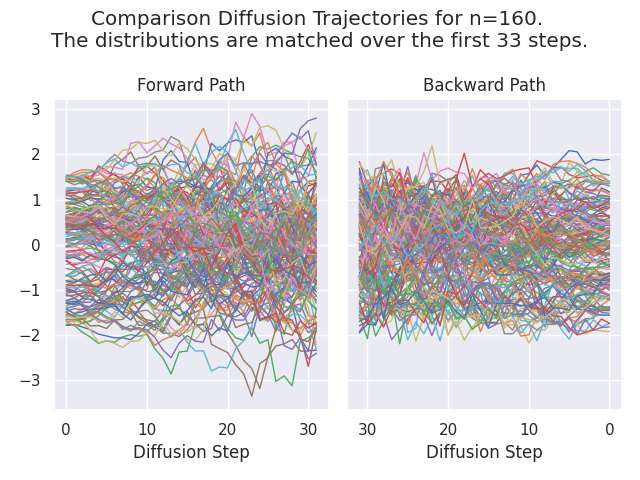 Comparison Diffusion Trajectories for n=160.
The distributions are matched over the first 33 steps.
Forward Path
Backward Path
3
2
1
0
−1
−2
−3
0 10 20 30
30 20 10 0
Diffusion Step
Diffusion Step